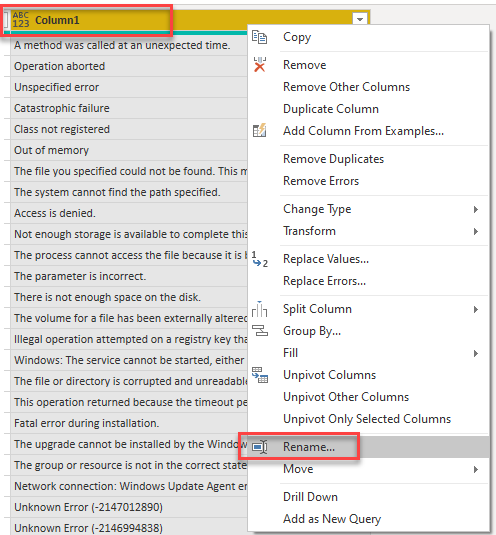 ABC
123
Column1
A method was called at an unexpected time.
Operation aborted
Unspecified error
Catastrophic failure
Class not registered
Out of memory
The file you specified could not be found. This m
The system cannot find the path specified.
Access is denied.
Not enough storage is available to complete this
The process cannot access the file because it is b
The parameter is incorrect.
There is not enough space on the disk.
The volume for a file has been externally altered
Illegal operation attempted on a registry key tha
Windows: The service cannot be started, either
The file or directory is corrupted and unreadable
This operation returned because the timeout pe
Fatal error during installation.
The upgrade cannot be installed by the Window
The group or resource is not in the correct state
Network connection: Windows Update Agent er
Unknown Error (-2147012890)
Unknown Error (-2146994838)
Copy
Remove
Remove Other Columns
Duplicate Column
Add Column From Examples...
Remove Duplicates
Remove Errors
Change Type
Transform
1
2
Replace Values...
Replace Errors...
Split Column
Group By...
Fill
Unpivot Columns
Unpivot Other Columns
Unpivot Only Selected Columns
Rename...
Move
Drill Down
Add as New Query